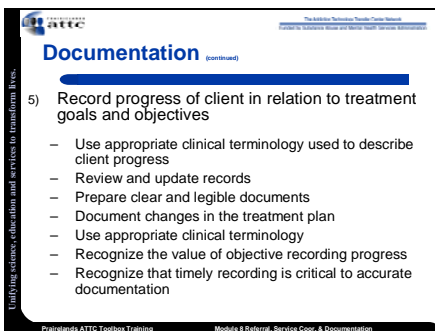 attc
The Addiction Technology Transfer Center Network
Funded by Substance Abuse and Mental Health Services Administration
Documentation (continued)
Unifying science, education and services to transform lives.
5) Record progress of client in relation to treatment
goals and objectives
– Use appropriate clinical terminology used to describe
client progress
– Review and update records
– Prepare clear and legible documents
– Document changes in the treatment plan
– Use appropriate clinical terminology
– Recognize the value of objective recording progress
– Recognize that timely recording is critical to accurate
documentation
Prairelands ATTC Toolbox Training
Module 8 Referral, Service Coor. & Documentation